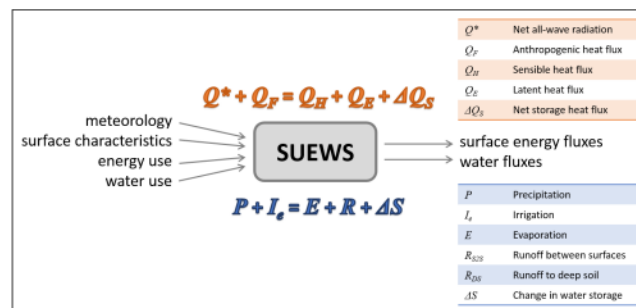 Q* Net all-wave radiation
Q_F Anthropogenic heat flux
Q_H Sensible heat flux
Q_E Latent heat flux
ΔQ_S Net storage heat flux
Q* + Q_F = Q_H + Q_E + ΔQ_S
meteorology
surface characteristics
energy use
water use
SUEWS
surface energy fluxes
water fluxes
P + I_e = E + R + ΔS
P Precipitation
I_e Irrigation
E Evaporation
R_S2S Runoff between surfaces
R_DS Runoff to deep soil
ΔS Change in water storage